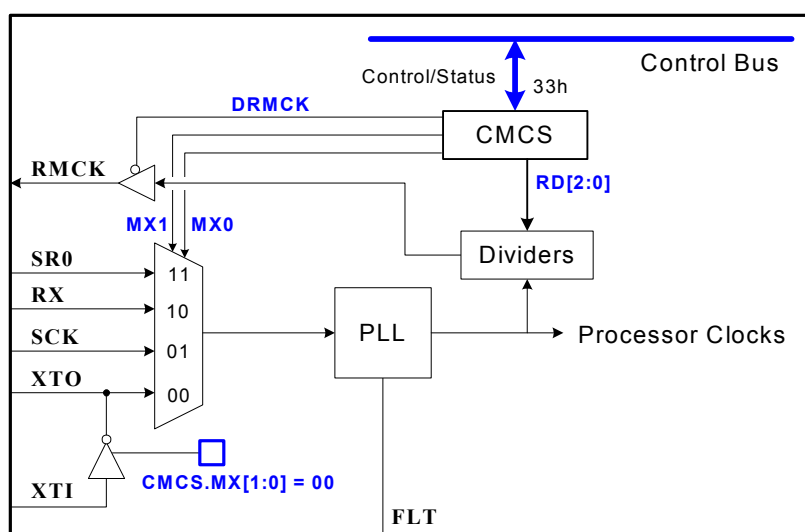 Control Bus
Control/Status
33h
DRMCK
CMCS
RMCK
RD[2:0]
MX1 MX0
SR0
11
Dividers
RX
10
PLL
Processor Clocks
SCK
01
XTO
00
CMCS.MX[1:0] = 00
XTI
FLT